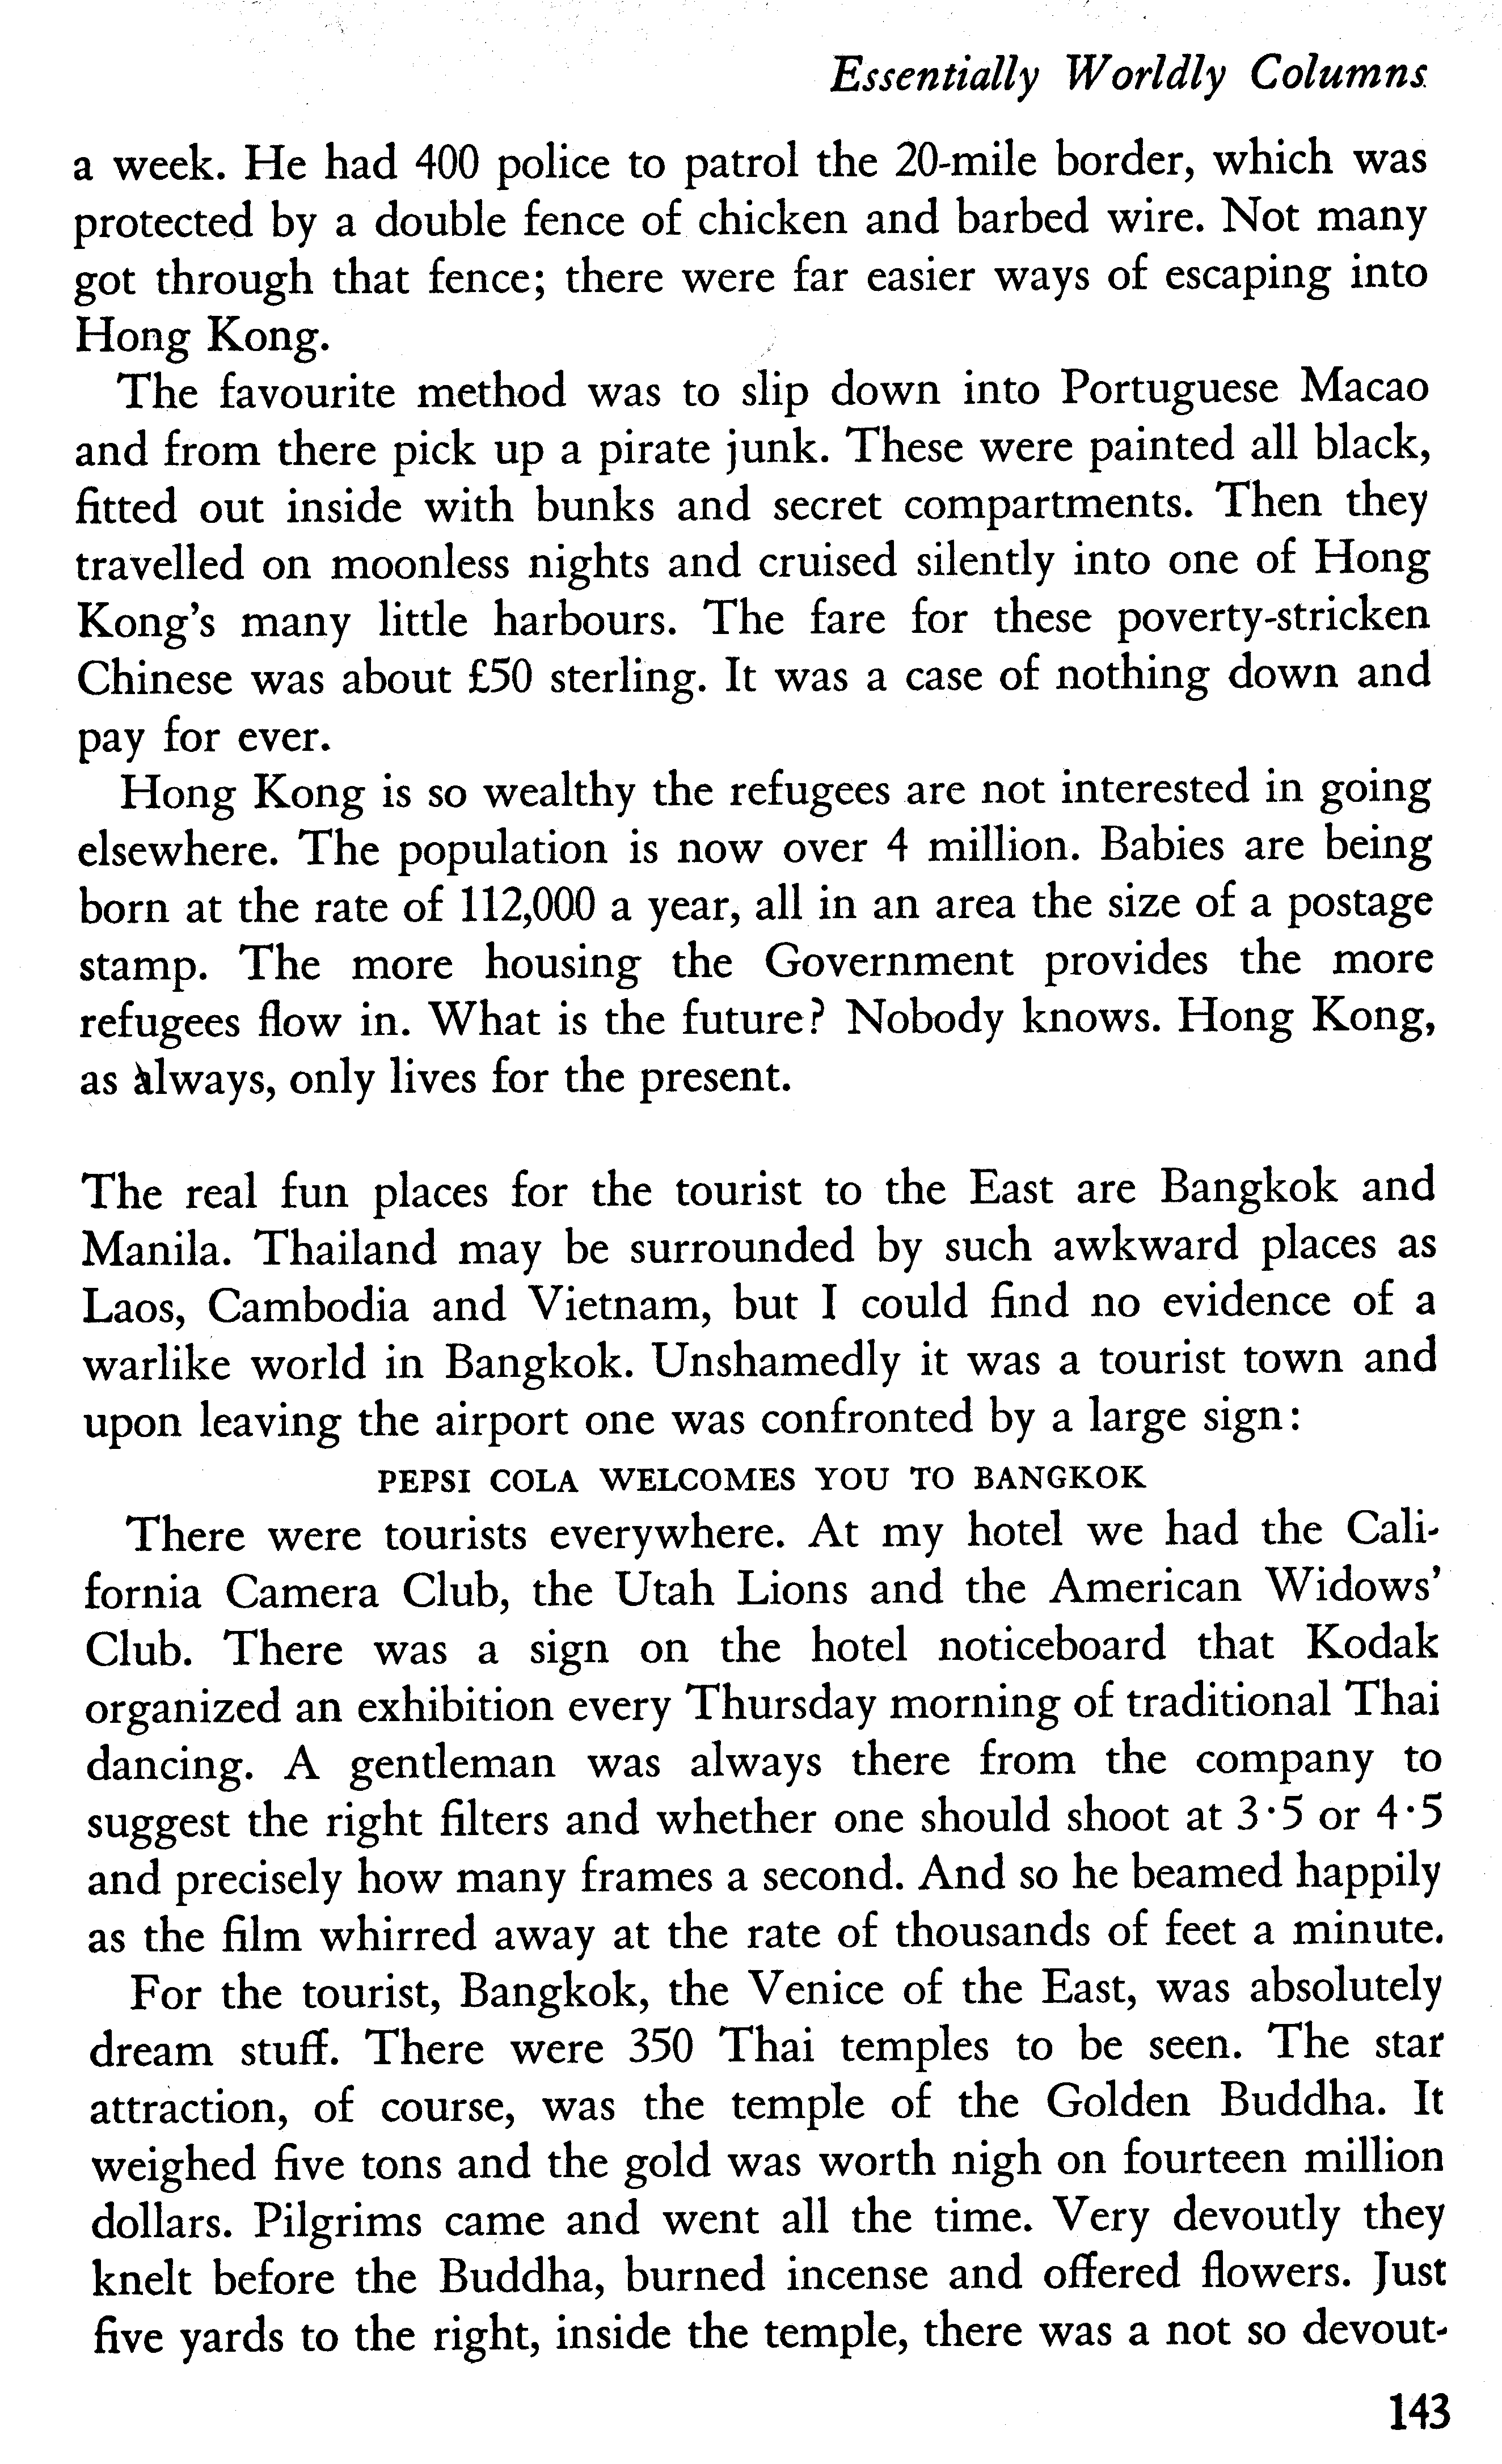 Essentially Worldly Columns
a week. He had 400 police to patrol the 20-mile border, which was
protected by a double fence of chicken and barbed wire. Not many
got through that fence; there were far easier ways of escaping into
Hong Kong.
The favourite method was to slip down into Portuguese Macao
and from there pick up a pirate junk. These were painted all black,
fitted out inside with bunks and secret compartments. Then they
travelled on moonless nights and cruised silently into one of Hong
Kong's many little harbours. The fare for these poverty-stricken
Chinese was about £50 sterling. It was a case of nothing down and
pay for ever.
Hong Kong is so wealthy the refugees are not interested in going
elsewhere. The population is now over 4 million. Babies are being
born at the rate of 112,000 a year, all in an area the size of a postage
stamp. The more housing the Government provides the more
refugees flow in. What is the future? Nobody knows. Hong Kong,
as always, only lives for the present.
The real fun places for the tourist to the East are Bangkok and
Manila. Thailand may be surrounded by such awkward places as
Laos, Cambodia and Vietnam, but I could find no evidence of a
warlike world in Bangkok. Unshamedly it was a tourist town and
upon leaving the airport one was confronted by a large sign:
PEPSI COLA WELCOMES YOU TO BANGKOK
There were tourists everywhere. At my hotel we had the Cali-
fornia Camera Club, the Utah Lions and the American Widows'
Club. There was a sign on the hotel noticeboard that Kodak
organized an exhibition every Thursday morning of traditional Thai
dancing. A gentleman was always there from the company to
suggest the right filters and whether one should shoot at 3·5 or 4·5
and precisely how many frames a second. And so he beamed happily
as the film whirred away at the rate of thousands of feet a minute.
For the tourist, Bangkok, the Venice of the East, was absolutely
dream stuff. There were 350 Thai temples to be seen. The star
attraction, of course, was the temple of the Golden Buddha. It
weighed five tons and the gold was worth nigh on fourteen million
dollars. Pilgrims came and went all the time. Very devoutly they
knelt before the Buddha, burned incense and offered flowers. Just
five yards to the right, inside the temple, there was a not so devout-
143